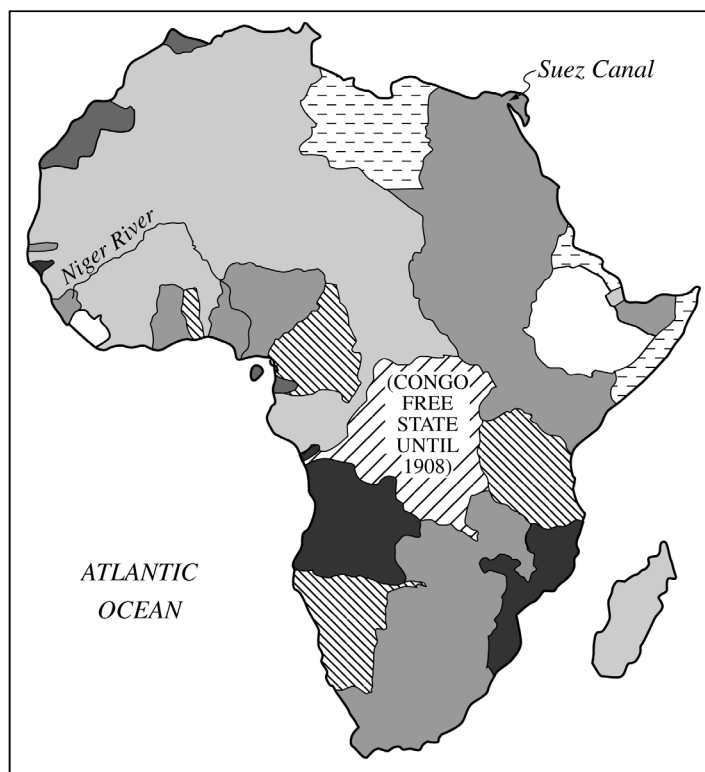 Suez Canal
Niger River
(CONGO
FREE
STATE
UNTIL
1908)
ATLANTIC
OCEAN